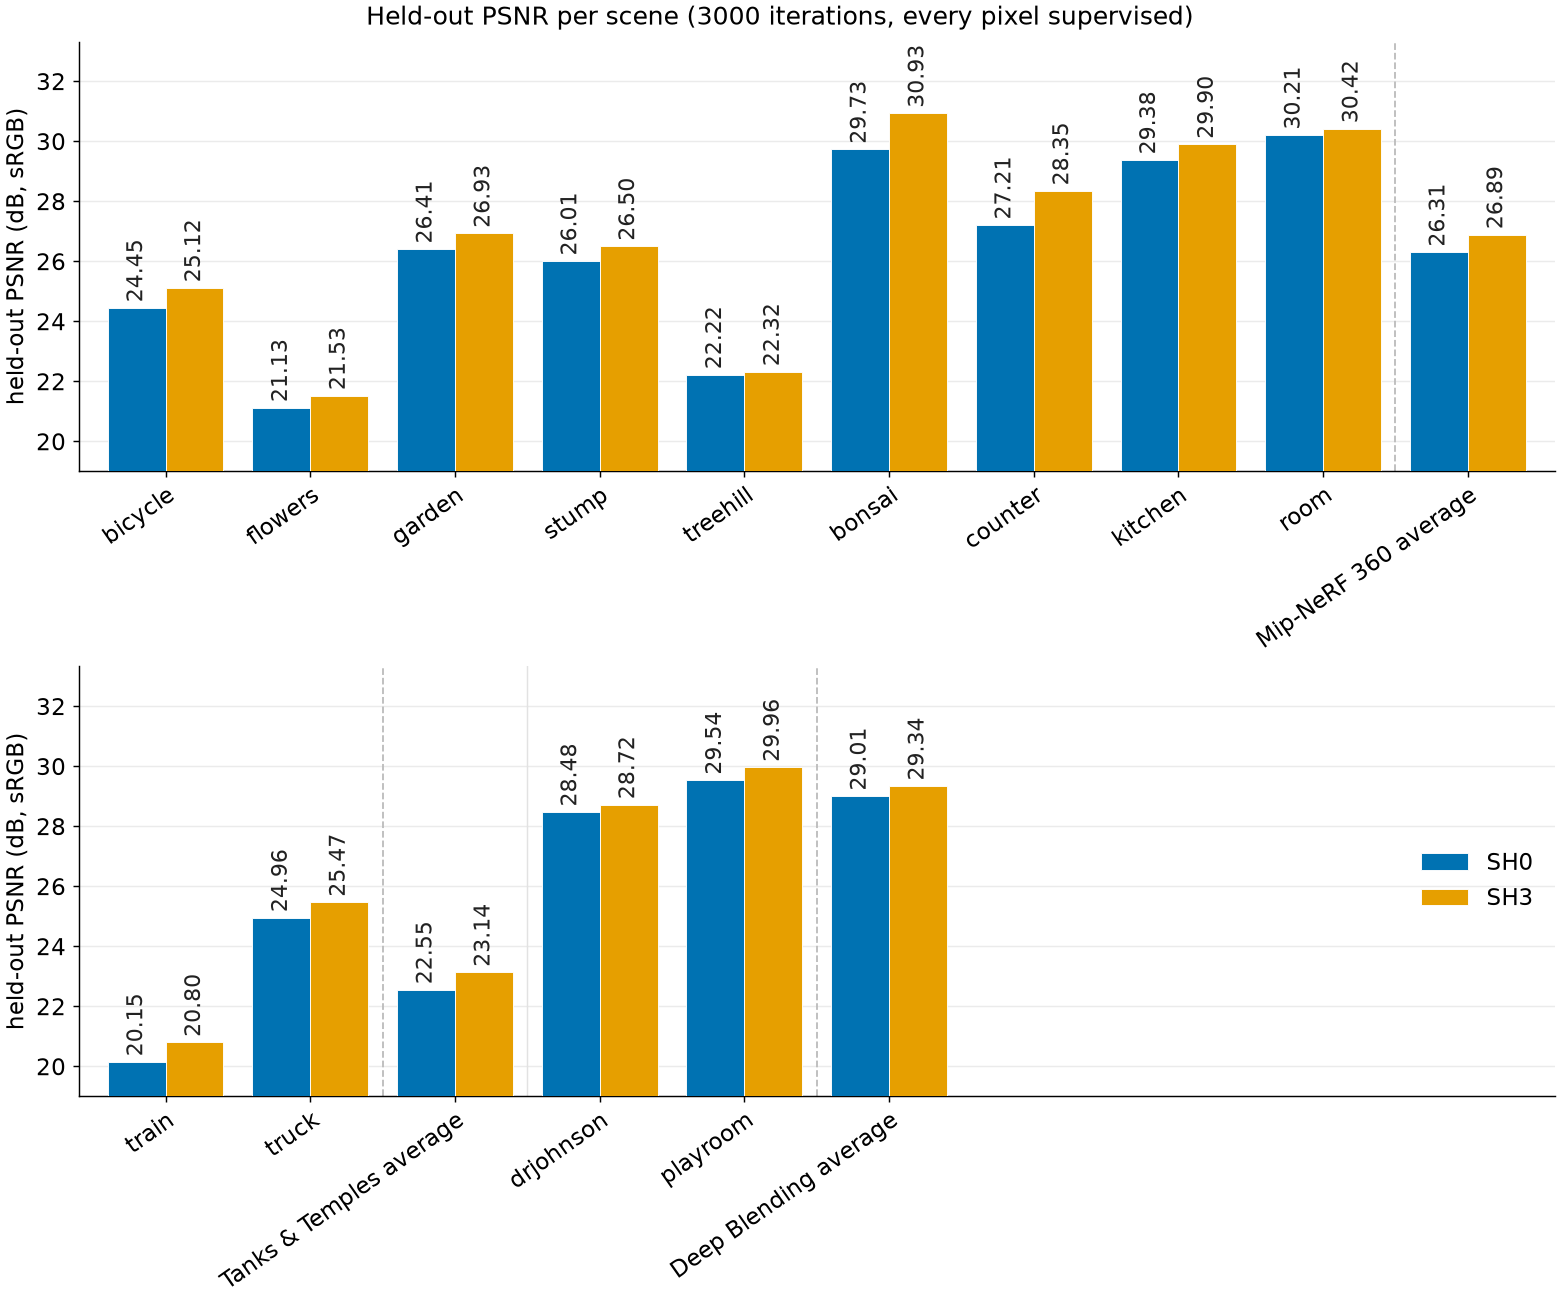 Held-out PSNR per scene (3000 iterations, every pixel supervised)
held-out PSNR (dB, sRGB)
32
30
28
26
24
22
20
24.45
25.12
21.13
21.53
26.41
26.93
26.01
26.50
22.22
22.32
29.73
30.93
27.21
28.35
29.38
29.90
30.21
30.42
26.31
26.89
bicycle
flowers
garden
stump
treehill
bonsai
counter
kitchen
room
Mip-NeRF 360 average
held-out PSNR (dB, sRGB)
32
30
28
26
24
22
20
20.15
20.80
24.96
25.47
22.55
23.14
28.48
28.72
29.54
29.96
29.01
29.34
SH0
SH3
train
truck
Tanks & Temples average
drjohnson
playroom
Deep Blending average